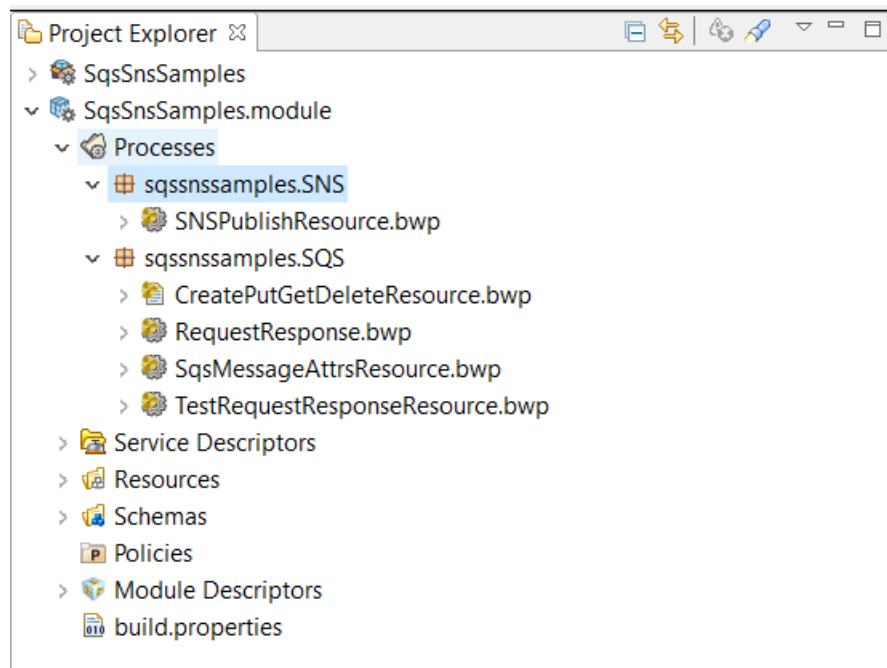 Project Explorer
SqsSnsSamples
SqsSnsSamples.module
Processes
sqssnssamples.SNS
SNSPublishResource.bwp
sqssnssamples.SQS
CreatePutGetDeleteResource.bwp
RequestResponse.bwp
SqsMessageAttrsResource.bwp
TestRequestResponseResource.bwp
Service Descriptors
Resources
Schemas
Policies
Module Descriptors
build.properties